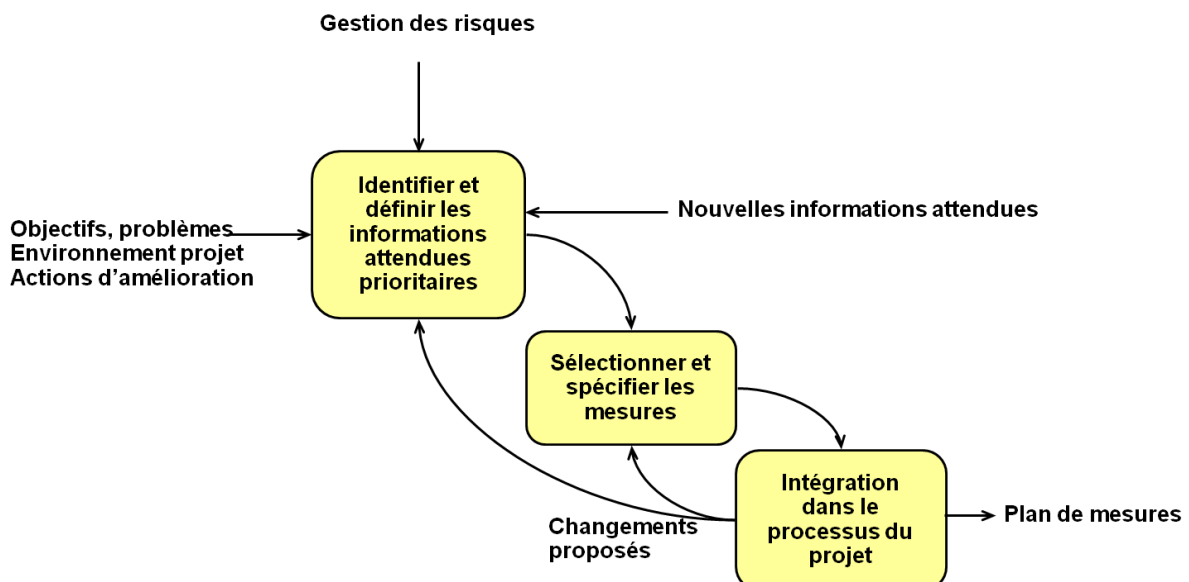 Gestion des risques
Identifier et
définir les
informations
attendues
prioritaires
Nouvelles informations attendues
Objectifs, problèmes
Environnement projet
Actions d’amélioration
Sélectionner et
spécifier les
mesures
Intégration
dans le
processus du
projet
Changements
proposés
Plan de mesures